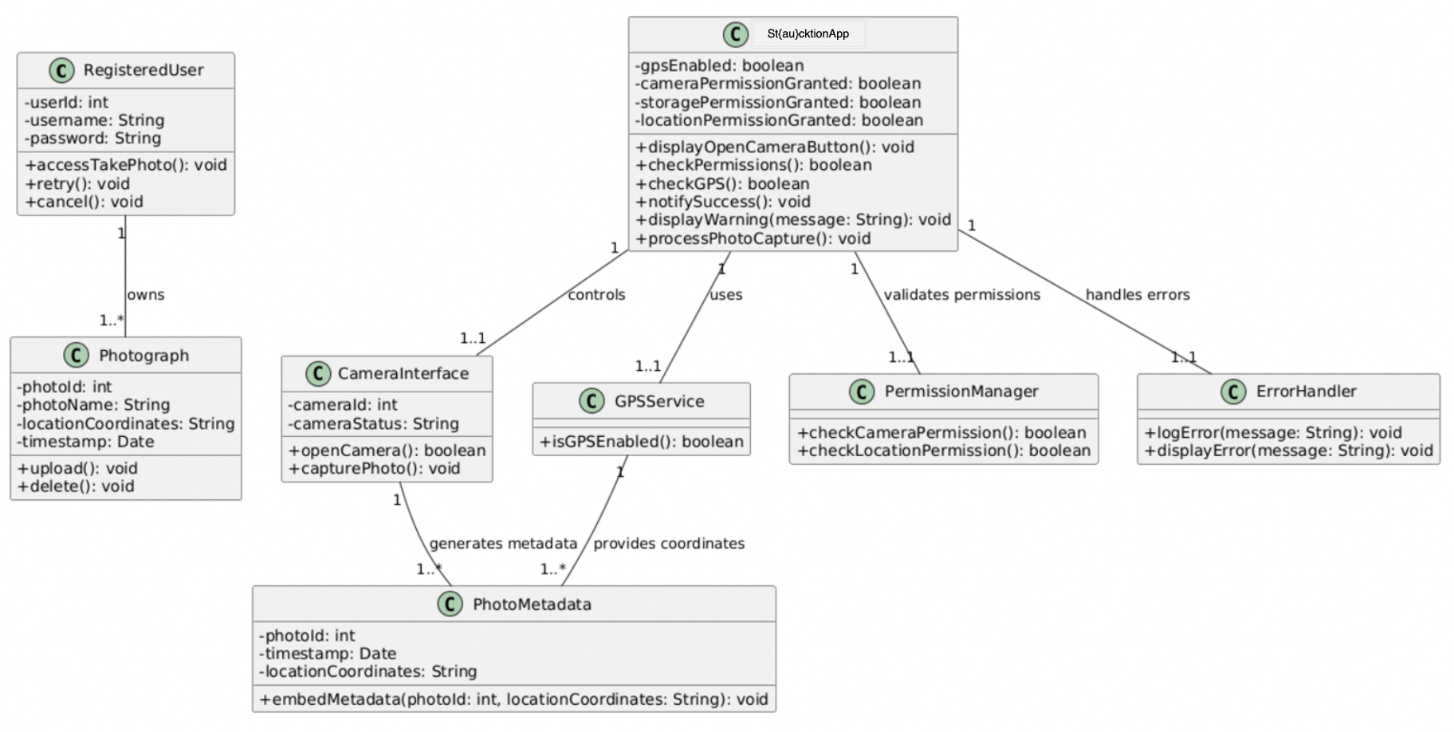 C RegisteredUser
-userId: int
-username: String
-password: String
+accessTakePhoto(): void
+retry(): void
+cancel(): void
C St{au}cktionApp
-gpsEnabled: boolean
-cameraPermissionGranted: boolean
-storagePermissionGranted: boolean
-locationPermissionGranted: boolean
+displayOpenCameraButton(): void
+checkPermissions(): boolean
+checkGPS(): boolean
+notifySuccess(): void
+displayWarning(message: String): void
+processPhotoCapture(): void
1
owns
1..*
1
controls
1..1
1
uses
1..1
1
validates permissions
1..1
1
handles errors
1..1
C Photograph
-photoId: int
-photoName: String
-locationCoordinates: String
-timestamp: Date
+upload(): void
+delete(): void
C CameraInterface
-cameraId: int
-cameraStatus: String
+openCamera(): boolean
+capturePhoto(): void
C GPSService
+isGPSEnabled(): boolean
C PermissionManager
+checkCameraPermission(): boolean
+checkLocationPermission(): boolean
C ErrorHandler
+logError(message: String): void
+displayError(message: String): void
1
generates metadata
1..*
1
provides coordinates
1..*
C PhotoMetadata
-photoId: int
-timestamp: Date
-locationCoordinates: String
+embedMetadata(photoId: int, locationCoordinates: String): void